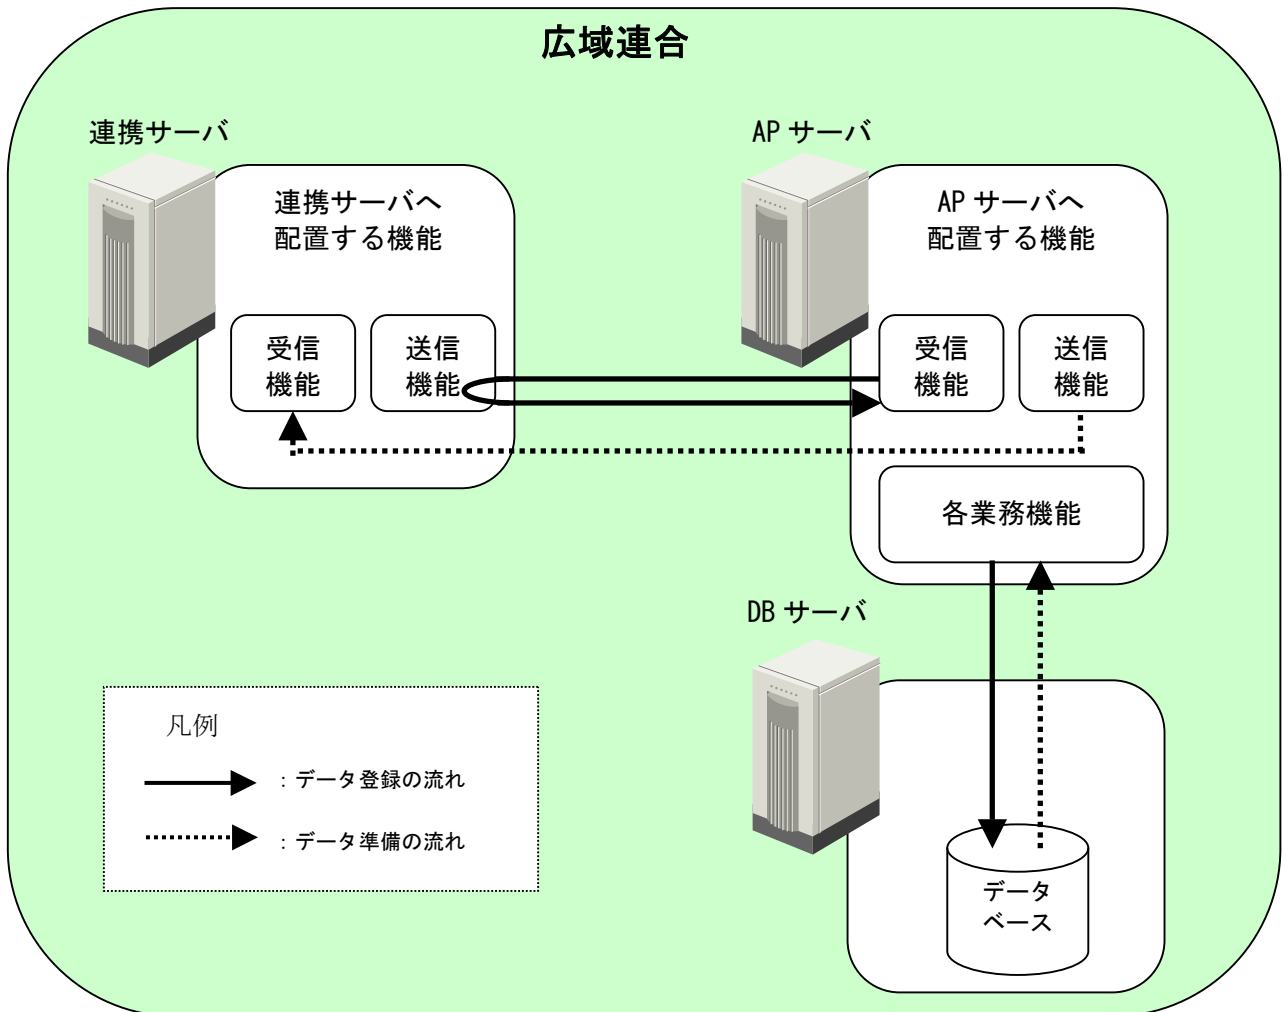 広域連合
連携サーバ
AP サーバ
連携サーバへ
配置する機能
AP サーバへ
配置する機能
受信
機能
送信
機能
受信
機能
送信
機能
各業務機能
DB サーバ
凡例
：データ登録の流れ
：データ準備の流れ
データ
ベース